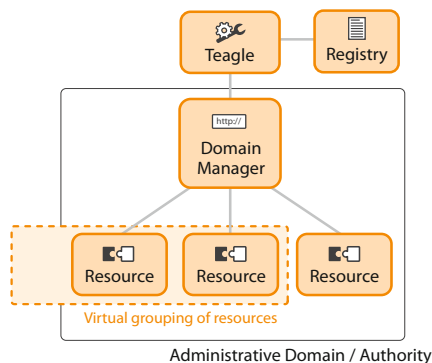 Teagle
Registry
http://
Domain
Manager
Resource
Resource
Resource
Virtual grouping of resources
Administrative Domain / Authority